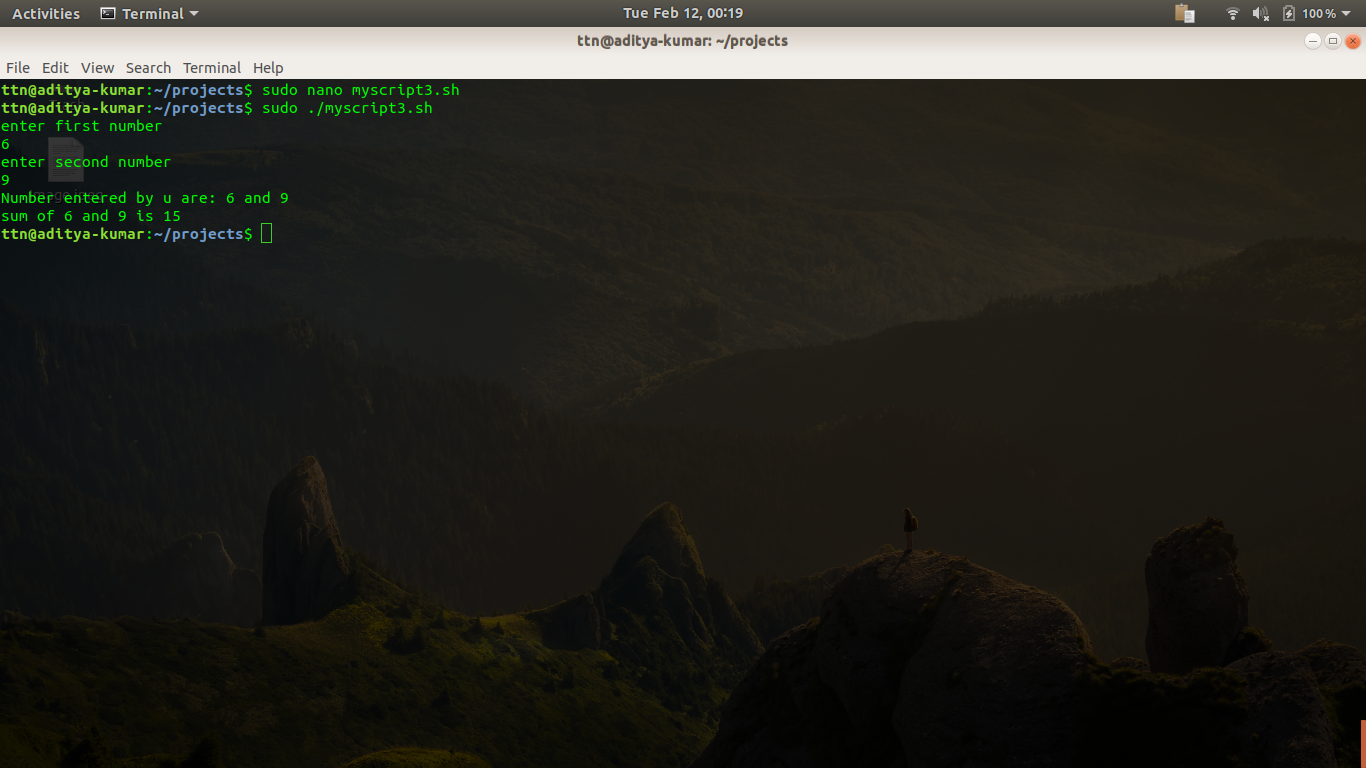 Activities Terminal Tue Feb 12, 00:19 100 %
ttn@aditya-kumar: ~/projects
File Edit View Search Terminal Help
ttn@aditya-kumar:~/projects$ sudo nano myscript3.sh
ttn@aditya-kumar:~/projects$ sudo ./myscript3.sh
enter first number
6
enter second number
9
Number entered by u are: 6 and 9
sum of 6 and 9 is 15
ttn@aditya-kumar:~/projects$